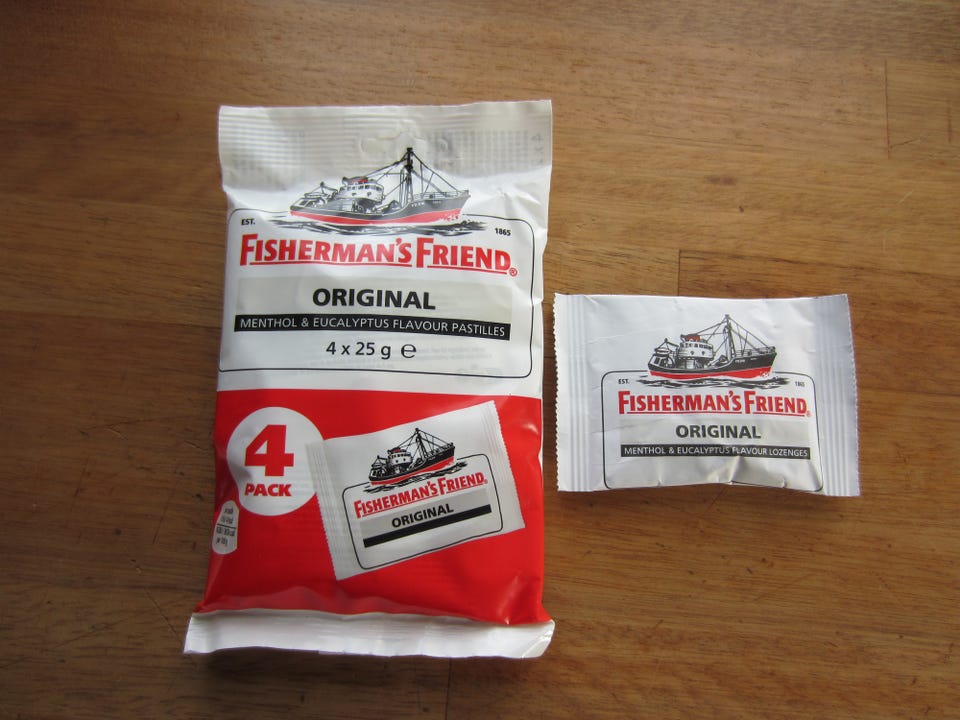 EST.
1865
FISHERMAN'S FRIEND®
ORIGINAL
MENTHOL & EUCALYPTUS FLAVOUR PASTILLES
4 x 25 g ℮
4
PACK
FISHERMAN'S FRIEND®
ORIGINAL
EST.
1865
FISHERMAN'S FRIEND®
ORIGINAL
MENTHOL & EUCALYPTUS FLAVOUR LOZENGES